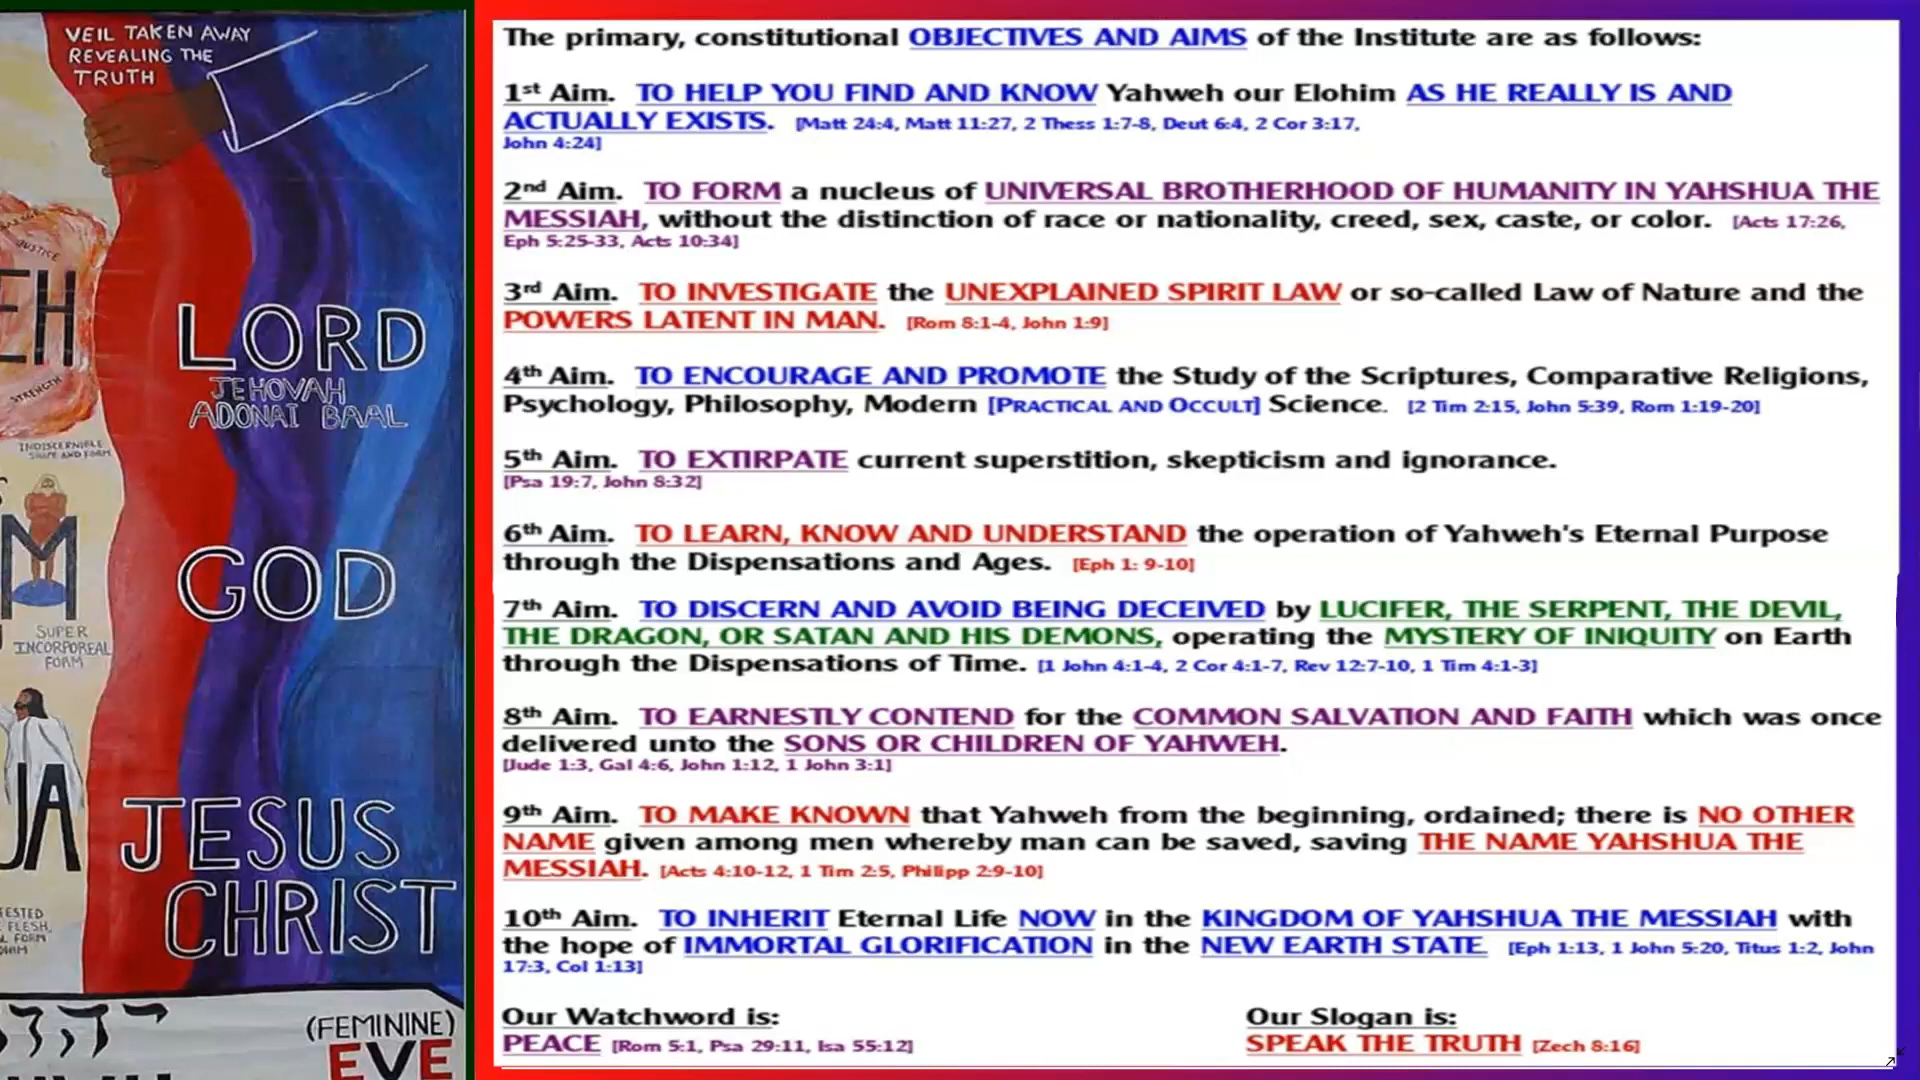 VEIL TAKEN AWAY
REVEALING THE
TRUTH
JUSTICE
EH
STRENGTH
LORD
JEHOVAH
ADONAI BAAL
INDISCERNIBLE
SHAPE AND FORM
M
GOD
SUPER
INCORPOREAL
FORM
UA
JESUS
CHRIST
FLESH,
FORM
(FEMININE)
EVE
The primary, constitutional OBJECTIVES AND AIMS of the Institute are as follows:
1st Aim. TO HELP YOU FIND AND KNOW Yahweh our Elohim AS HE REALLY IS AND
ACTUALLY EXISTS. [Matt 24:4, Matt 11:27, 2 Thess 1:7-8, Deut 6:4, 2 Cor 3:17,
John 4:24]
2nd Aim. TO FORM a nucleus of UNIVERSAL BROTHERHOOD OF HUMANITY IN YAHSHUA THE
MESSIAH, without the distinction of race or nationality, creed, sex, caste, or color. [Acts 17:26,
Eph 5:25-33, Acts 10:34]
3rd Aim. TO INVESTIGATE the UNEXPLAINED SPIRIT LAW or so-called Law of Nature and the
POWERS LATENT IN MAN. [Rom 8:1-4, John 1:9]
4th Aim. TO ENCOURAGE AND PROMOTE the Study of the Scriptures, Comparative Religions,
Psychology, Philosophy, Modern [PRACTICAL AND OCCULT] Science. [2 Tim 2:15, John 5:39, Rom 1:19-20]
5th Aim. TO EXTIRPATE current superstition, skepticism and ignorance.
[Psa 19:7, John 8:32]
6th Aim. TO LEARN, KNOW AND UNDERSTAND the operation of Yahweh's Eternal Purpose
through the Dispensations and Ages. [Eph 1: 9-10]
7th Aim. TO DISCERN AND AVOID BEING DECEIVED by LUCIFER, THE SERPENT, THE DEVIL,
THE DRAGON, OR SATAN AND HIS DEMONS, operating the MYSTERY OF INIQUITY on Earth
through the Dispensations of Time. [1 John 4:1-4, 2 Cor 4:1-7, Rev 12:7-10, 1 Tim 4:1-3]
8th Aim. TO EARNESTLY CONTEND for the COMMON SALVATION AND FAITH which was once
delivered unto the SONS OR CHILDREN OF YAHWEH.
[Jude 1:3, Gal 4:6, John 1:12, 1 John 3:1]
9th Aim. TO MAKE KNOWN that Yahweh from the beginning, ordained; there is NO OTHER
NAME given among men whereby man can be saved, saving THE NAME YAHSHUA THE
MESSIAH. [Acts 4:10-12, 1 Tim 2:5, Philipp 2:9-10]
10th Aim. TO INHERIT Eternal Life NOW in the KINGDOM OF YAHSHUA THE MESSIAH with
the hope of IMMORTAL GLORIFICATION in the NEW EARTH STATE. [Eph 1:13, 1 John 5:20, Titus 1:2, John
17:3, Col 1:13]
Our Watchword is:
PEACE [Rom 5:1, Psa 29:11, Isa 55:12]
Our Slogan is:
SPEAK THE TRUTH [Zech 8:16]